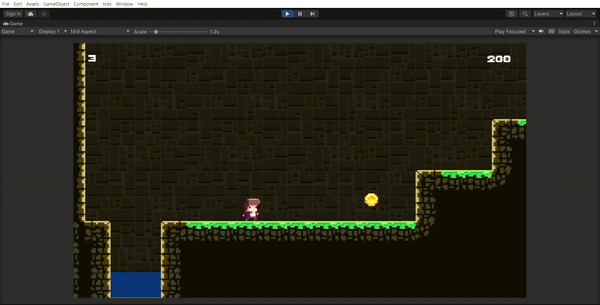 File Edit Assets GameObject Component Jobs Window Help
Sign in Layers Layout
Game
Game Display 1 16:9 Aspect Scale 1.2x Play Focused Stats Gizmos
3 200